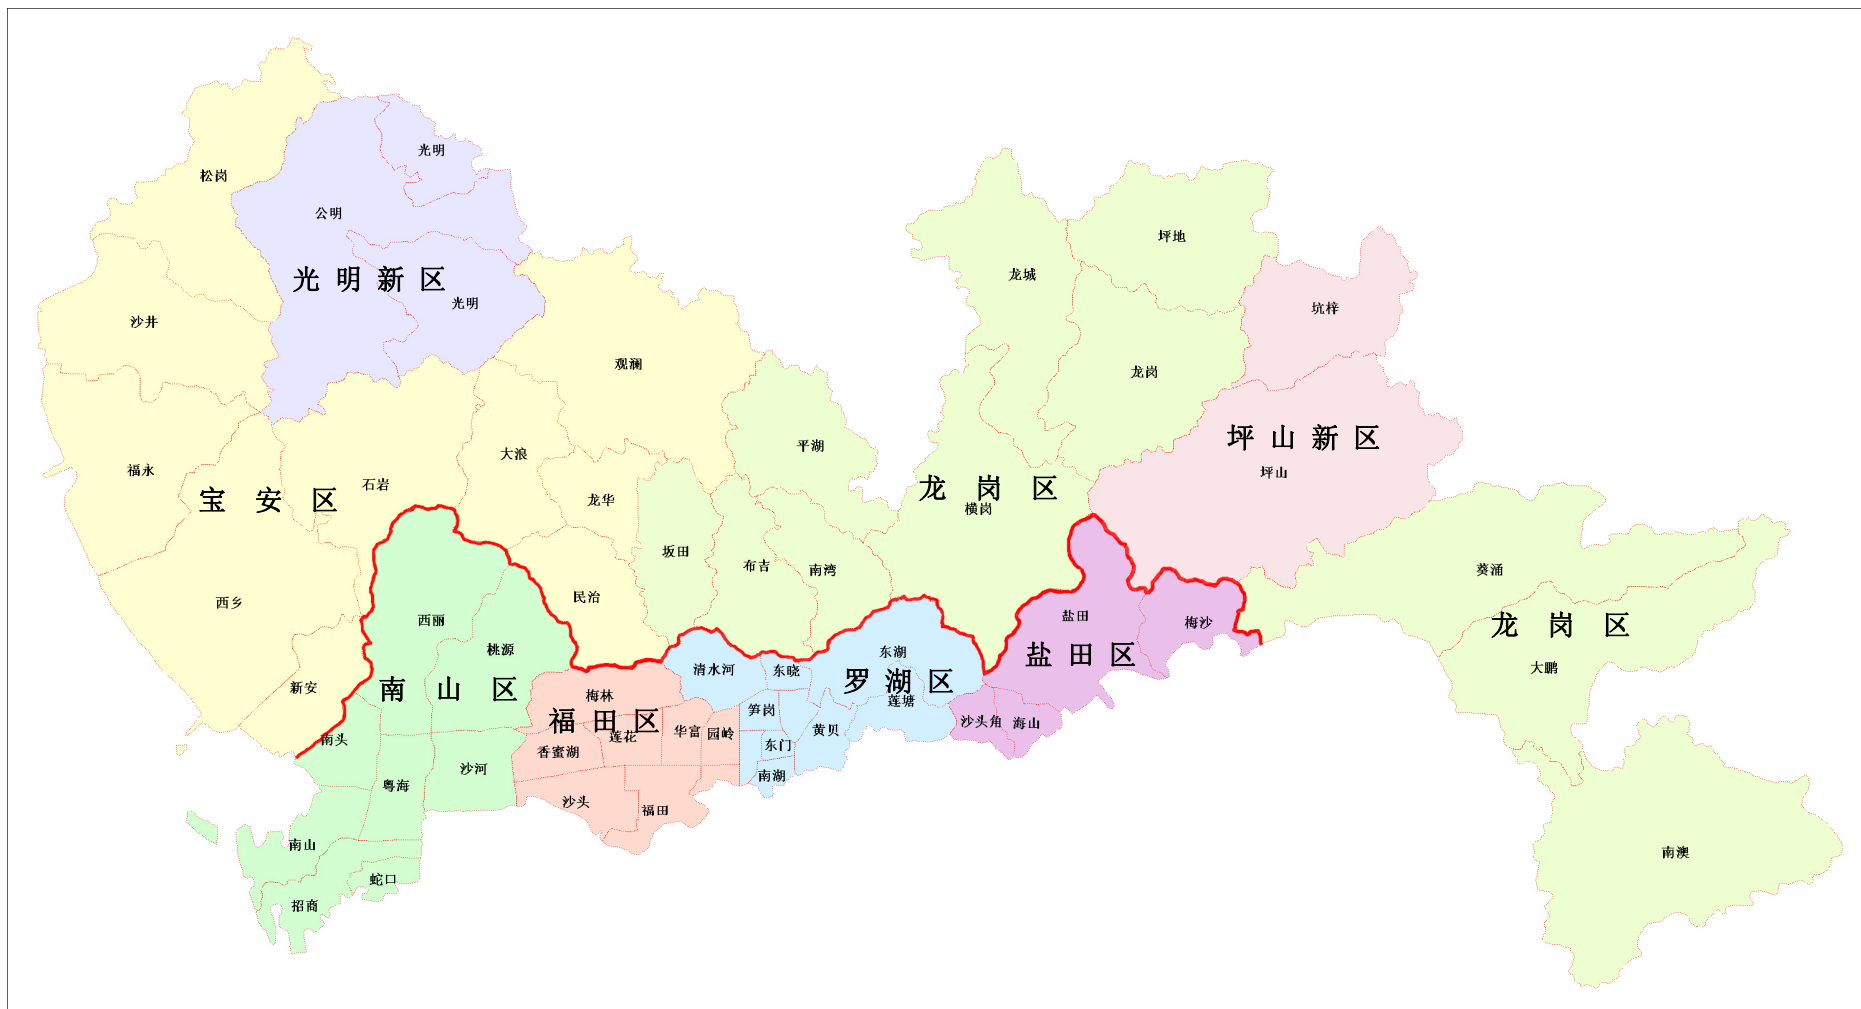 光明
松岗
公明
坪地
龙城
光明新区
光明
坑梓
沙井
观澜
龙岗
坪山新区
平湖
大浪
福永
坪山
石岩
龙岗区
宝安区
龙华
横岗
坂田
布吉
南湾
葵涌
民治
西乡
盐田
西丽
梅沙
龙岗区
桃源
东湖
盐田区
清水河
东晓
大鹏
罗湖区
新安
南山区
梅林
莲塘
笋岗
福田区
沙头角
海山
黄贝
华富
园岭
莲花
南头
东门
香蜜湖
沙河
南湖
粤海
沙头
福田
南山
南澳
蛇口
招商